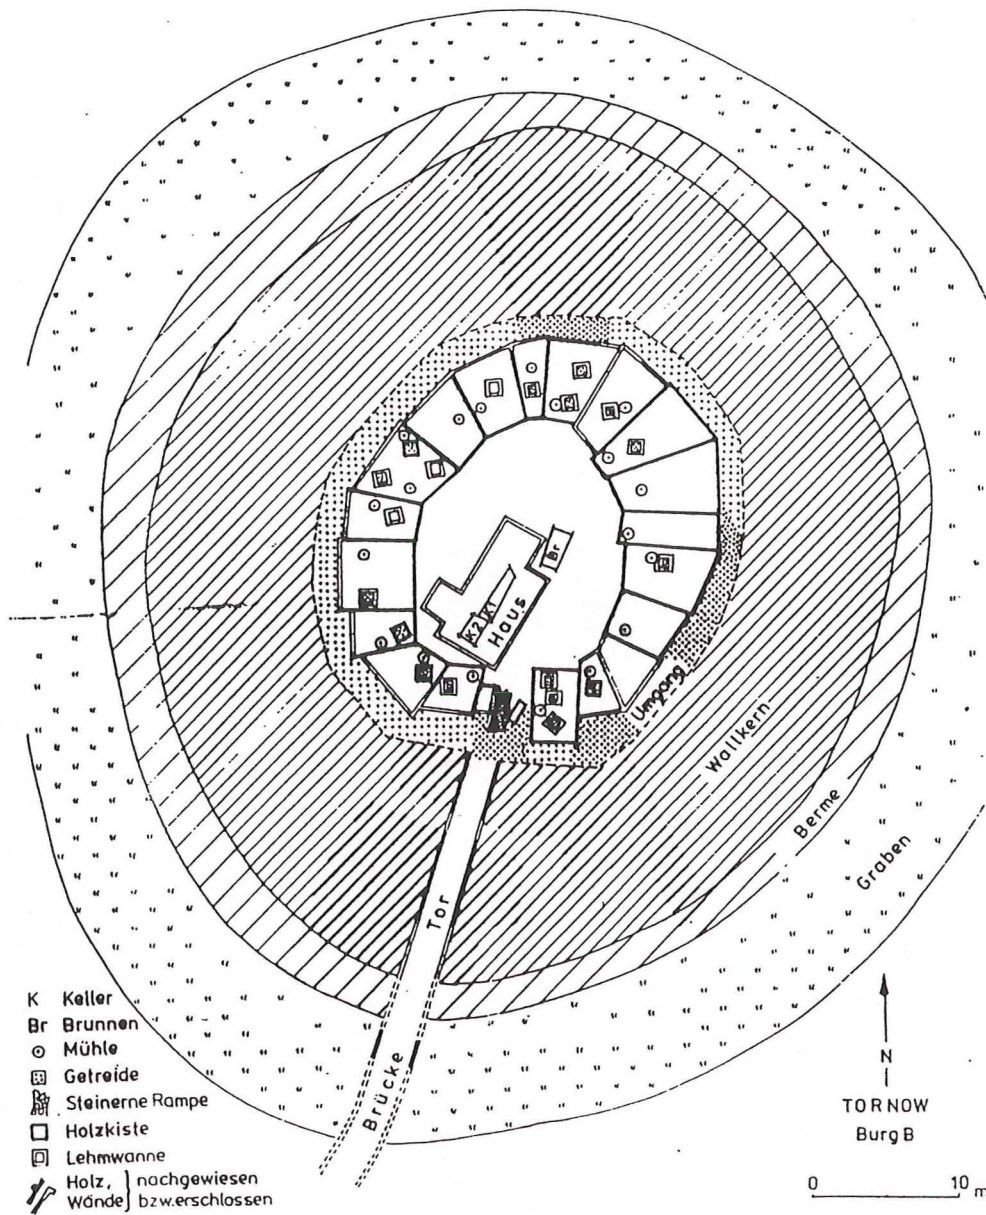 Br
K1
K2
Haus
Umgang
Wallkern
Berme
Graben
Tor
Brücke
K Keller
Br Brunnen
Mühle
Getreide
Steinerne Rampe
Holzkiste
Lehmwanne
Holz, } nachgewiesen
Wände } bzw. erschlossen
N
TORNOW
Burg B
0 10 m